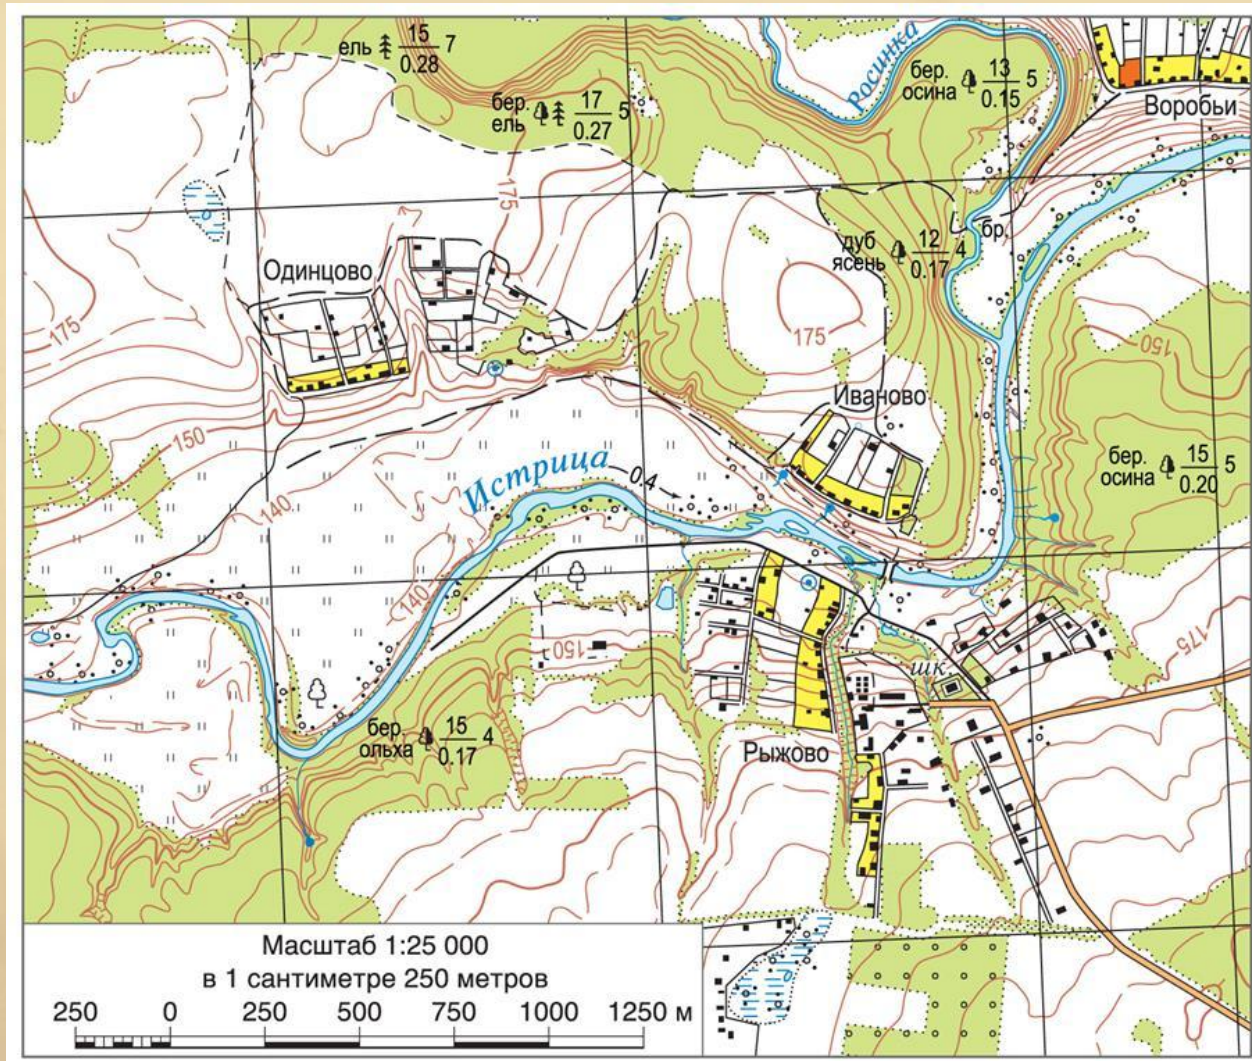 ель 15 7
0.28
бер. 17 5
ель 0.27
Росинка
бер. 13 5
осина 0.15
Воробьи
175
дуб 12 4
ясень 0.17
бр.
Одинцово
175
175
150
Иваново
150
Истрица
0.4
бер. 15 5
осина 0.20
140
140
150
175
шк.
бер. 15 4
ольха 0.17
Рыжово
Масштаб 1:25 000
в 1 сантиметре 250 метров
250 0 250 500 750 1000 1250 м